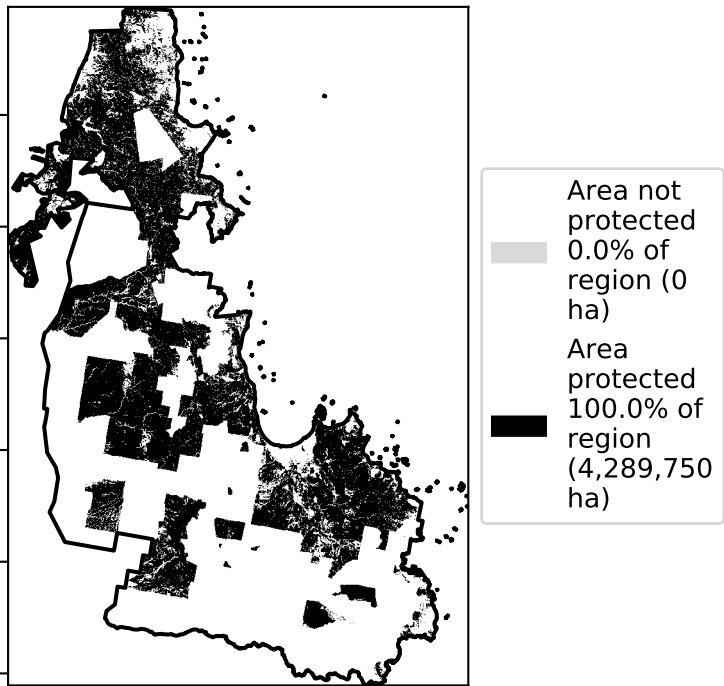 Area not
protected
0.0% of
region (0
ha)
Area
protected
100.0% of
region
(4,289,750
ha)